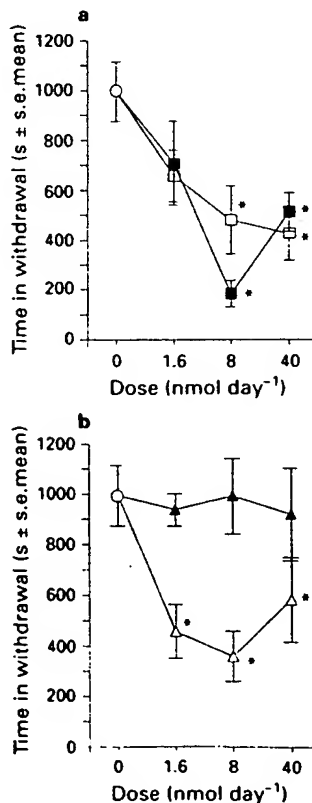 a
1200
1000
800
600
400
200
0
Time in withdrawal (s ± s.e.mean)
*
*
*
*
0 1.6 8 40
Dose (nmol day⁻¹)
b
1200
1000
800
600
400
200
0
Time in withdrawal (s ± s.e.mean)
*
*
*
0 1.6 8 40
Dose (nmol day⁻¹)